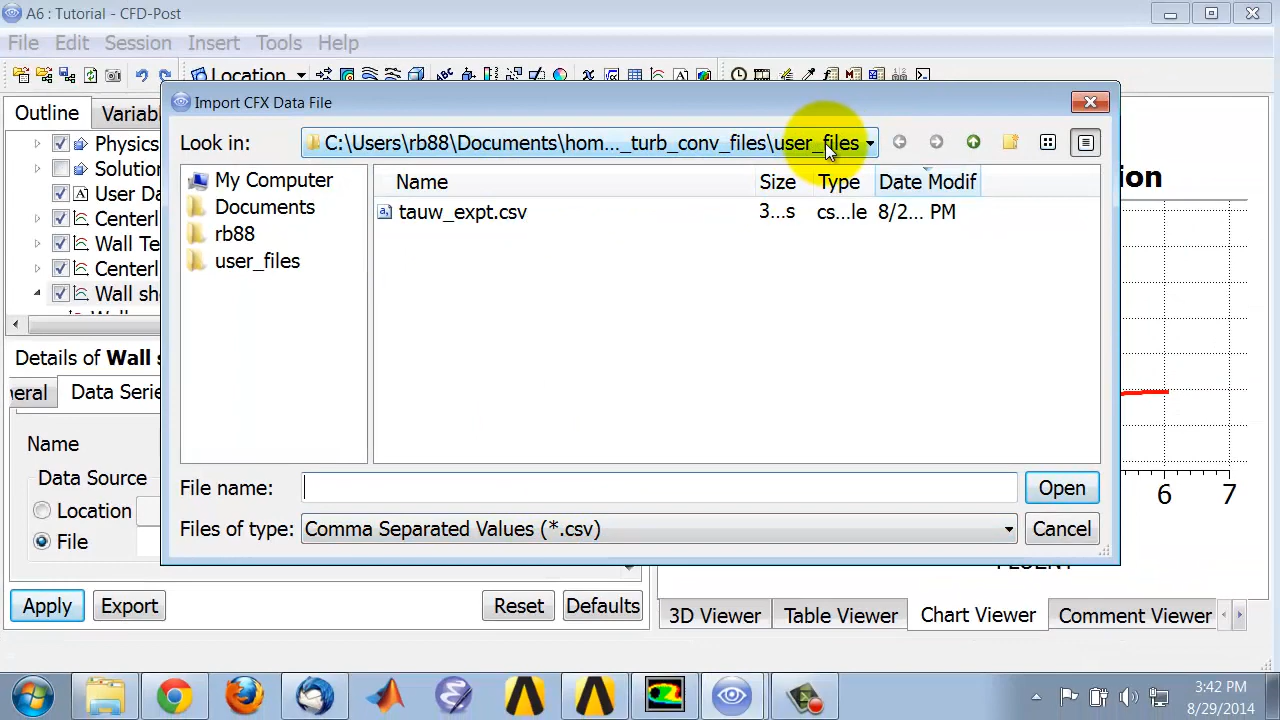 A6 : Tutorial - CFD-Post
File Edit Session Insert Tools Help
Location
Outline Variab
Import CFX Data File
Look in: C:\Users\rb88\Documents\hom..._turb_conv_files\user_files
My Computer
Documents
rb88
user_files
Name Size Type Date Modif
tauw_expt.csv 3...s cs...le 8/2... PM
File name: Open
Files of type: Comma Separated Values (*.csv) Cancel
Physics
Solution
User Da
Centerl
Wall Te
Centerl
Wall sh
Details of Wall s
eral Data Serie
Name
Data Source
Location
File
Apply Export Reset Defaults
ion
6 7
3D Viewer Table Viewer Chart Viewer Comment Viewer
3:42 PM
8/29/2014